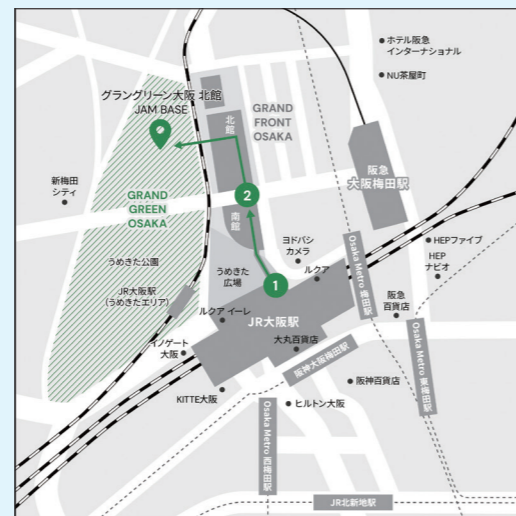 ホテル阪急
インターナショナル
NU茶屋町
グラングリーン大阪 北館
JAM BASE
北館
GRAND
FRONT
OSAKA
阪急
大阪梅田駅
新梅田
シティ
GRAND
GREEN
OSAKA
2
南館
ヨドバシ
カメラ
Osaka Metro 梅田駅
HEPファイブ
HEP
ナビオ
うめきた公園
うめきた
広場
ルクア
1
JR大阪駅
(うめきたエリア)
阪急
百貨店
ルクア イーレ
JR大阪駅
大丸百貨店
イノゲート
大阪
阪神大阪梅田駅
Osaka Metro 東梅田駅
阪神百貨店
KITTE大阪
ヒルトン大阪
Osaka Metro 西梅田駅
JR北新地駅